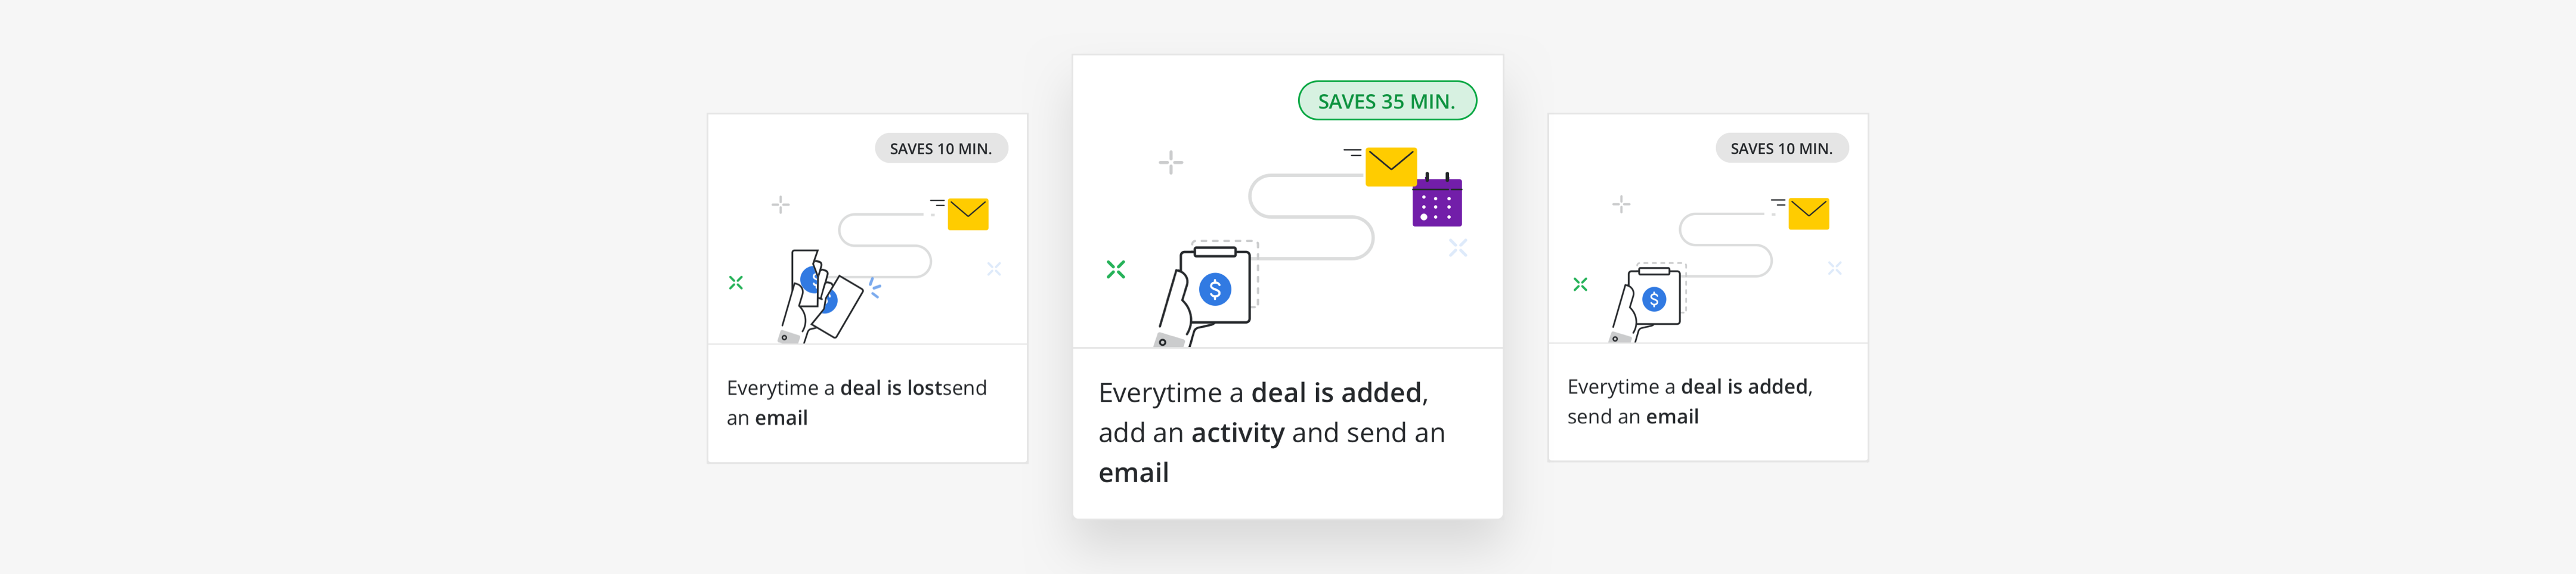 SAVES 10 MIN.
Everytime a deal is lostsend
an email
SAVES 35 MIN.
$
Everytime a deal is added,
add an activity and send an
email
SAVES 10 MIN.
$
Everytime a deal is added,
send an email